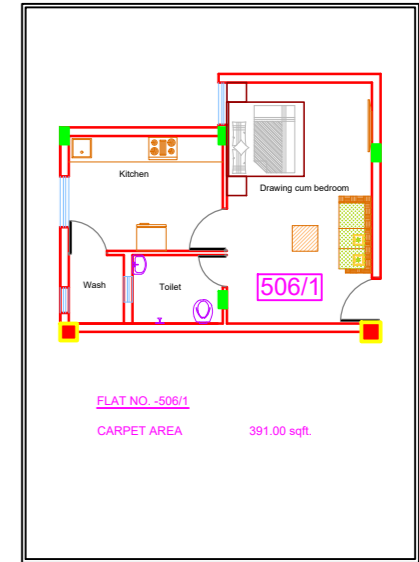 Kitchen
Drawing cum bedroom
Wash
Toilet
506/1
FLAT NO. -506/1
CARPET AREA 391.00 sqft.